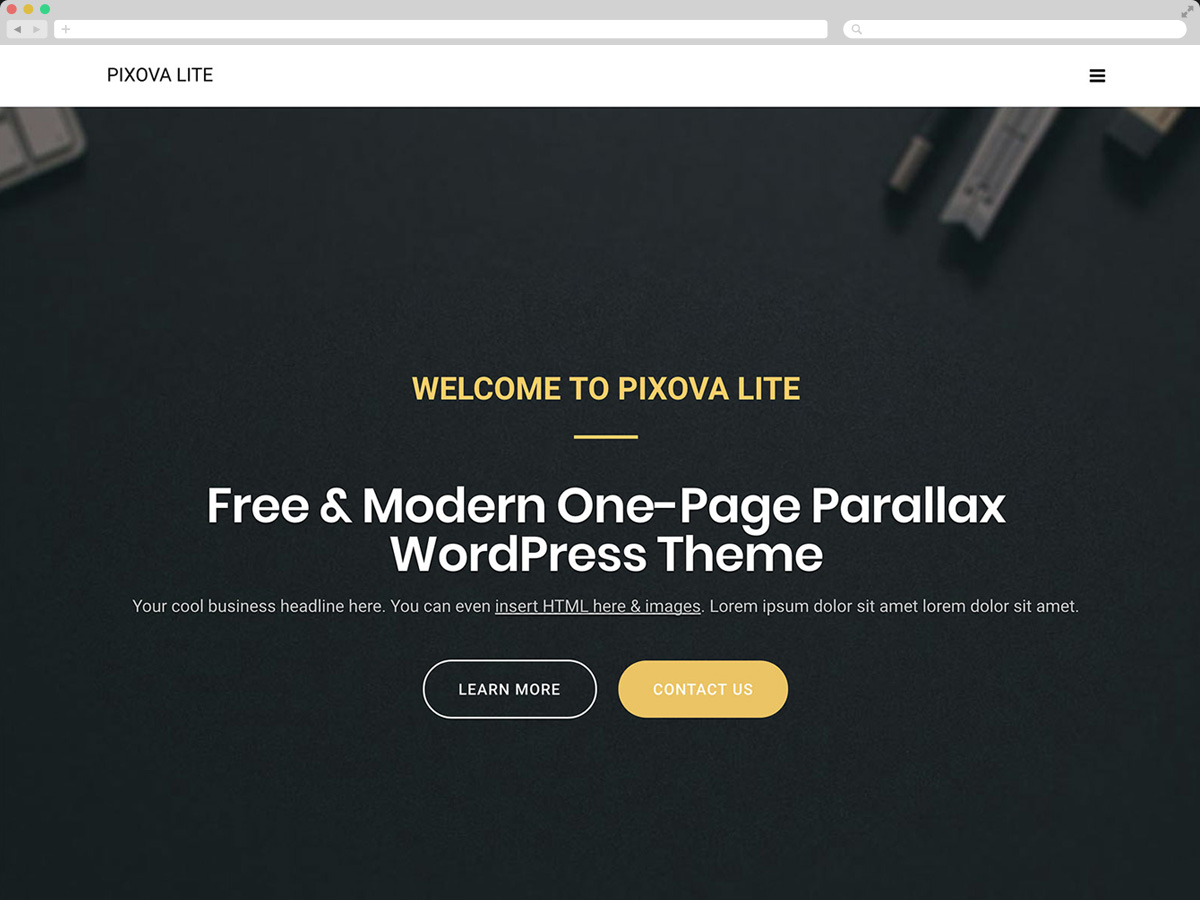 PIXOVA LITE
WELCOME TO PIXOVA LITE
Free & Modern One-Page Parallax
WordPress Theme
Your cool business headline here. You can even insert HTML here & images. Lorem ipsum dolor sit amet lorem dolor sit amet.
LEARN MORE
CONTACT US